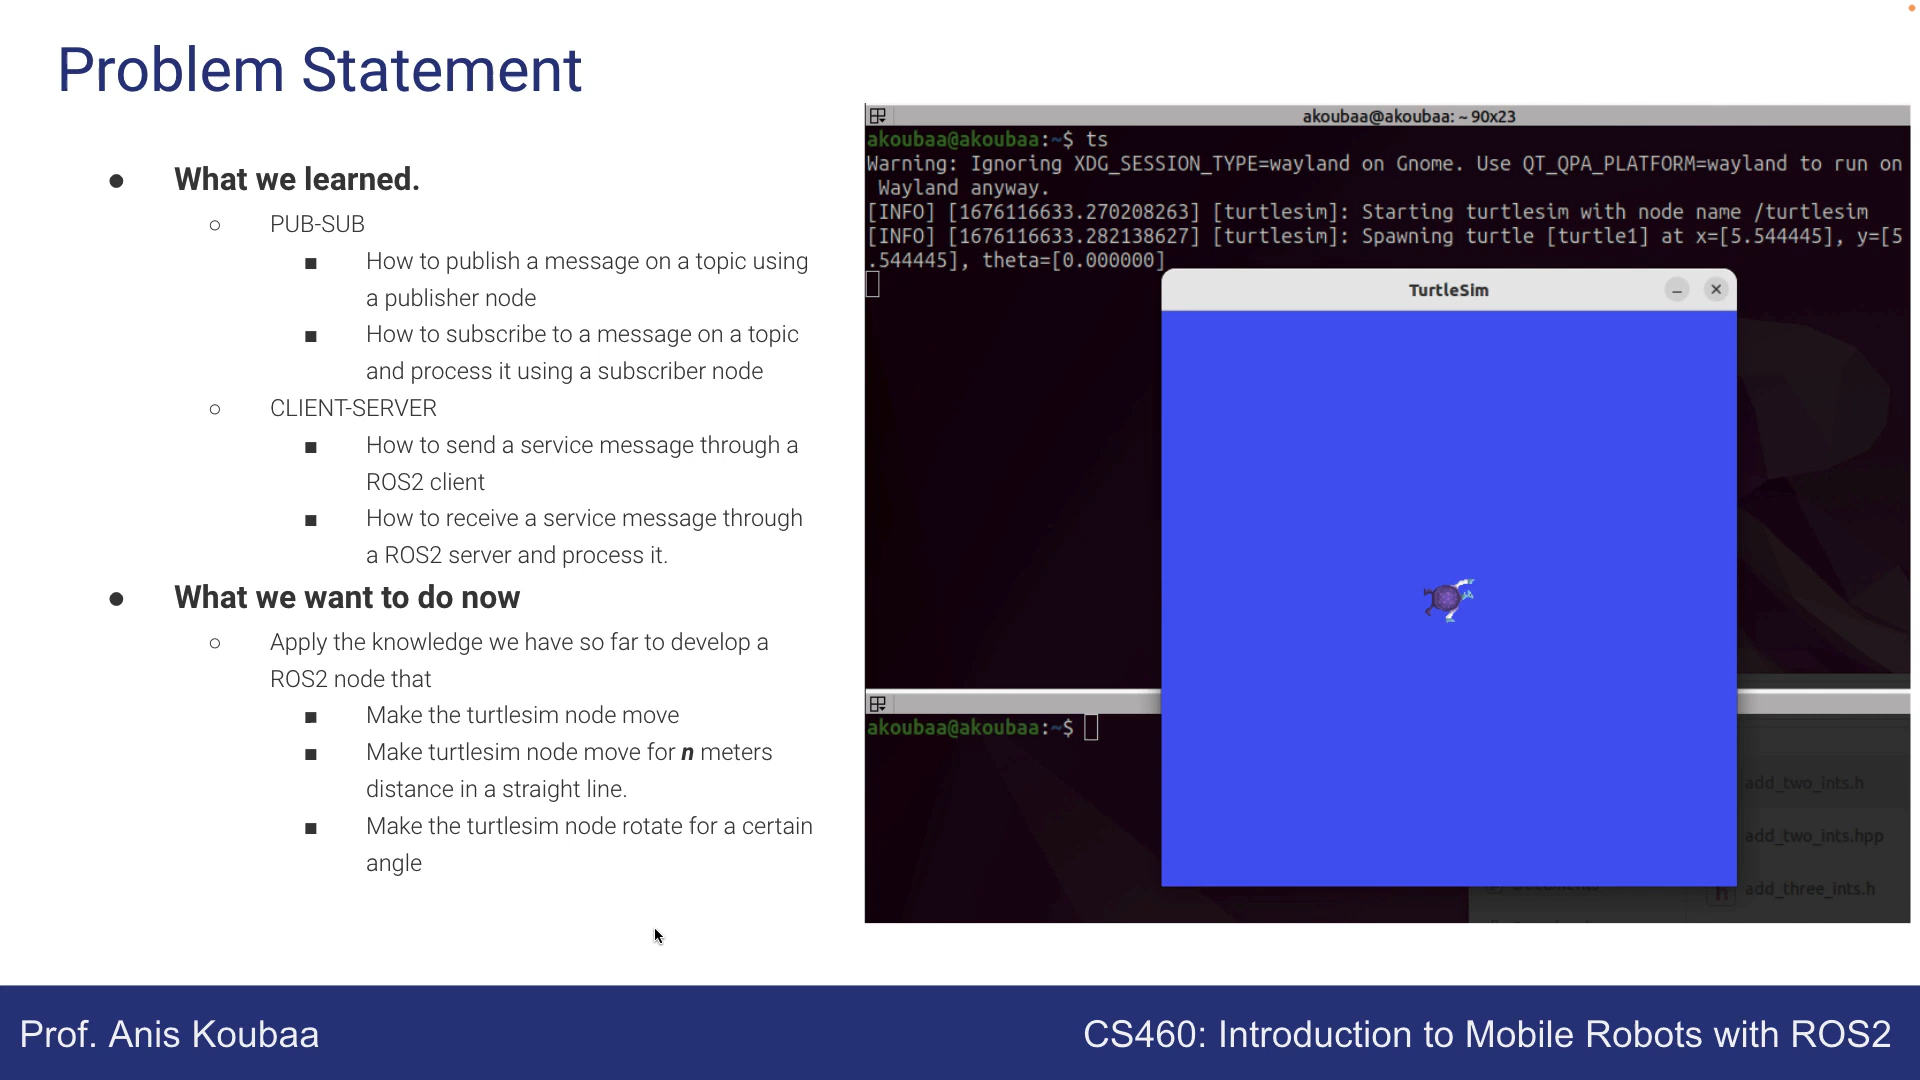 Problem Statement
● What we learned.
○ PUB-SUB
■ How to publish a message on a topic using
a publisher node
■ How to subscribe to a message on a topic
and process it using a subscriber node
○ CLIENT-SERVER
■ How to send a service message through a
ROS2 client
■ How to receive a service message through
a ROS2 server and process it.
● What we want to do now
○ Apply the knowledge we have so far to develop a
ROS2 node that
■ Make the turtlesim node move
■ Make turtlesim node move for n meters
distance in a straight line.
■ Make the turtlesim node rotate for a certain
angle
akoubaa@akoubaa: ~ 90x23
akoubaa@akoubaa:~$ ts
Warning: Ignoring XDG_SESSION_TYPE=wayland on Gnome. Use QT_QPA_PLATFORM=wayland to run on
Wayland anyway.
[INFO] [1676116633.270208263] [turtlesim]: Starting turtlesim with node name /turtlesim
[INFO] [1676116633.282138627] [turtlesim]: Spawning turtle [turtle1] at x=[5.544445], y=[5
.544445], theta=[0.000000]
TurtleSim
akoubaa@akoubaa:~$
add_two_ints.h
add_two_ints.hpp
h add_three_ints.h
Prof. Anis Koubaa
CS460: Introduction to Mobile Robots with ROS2